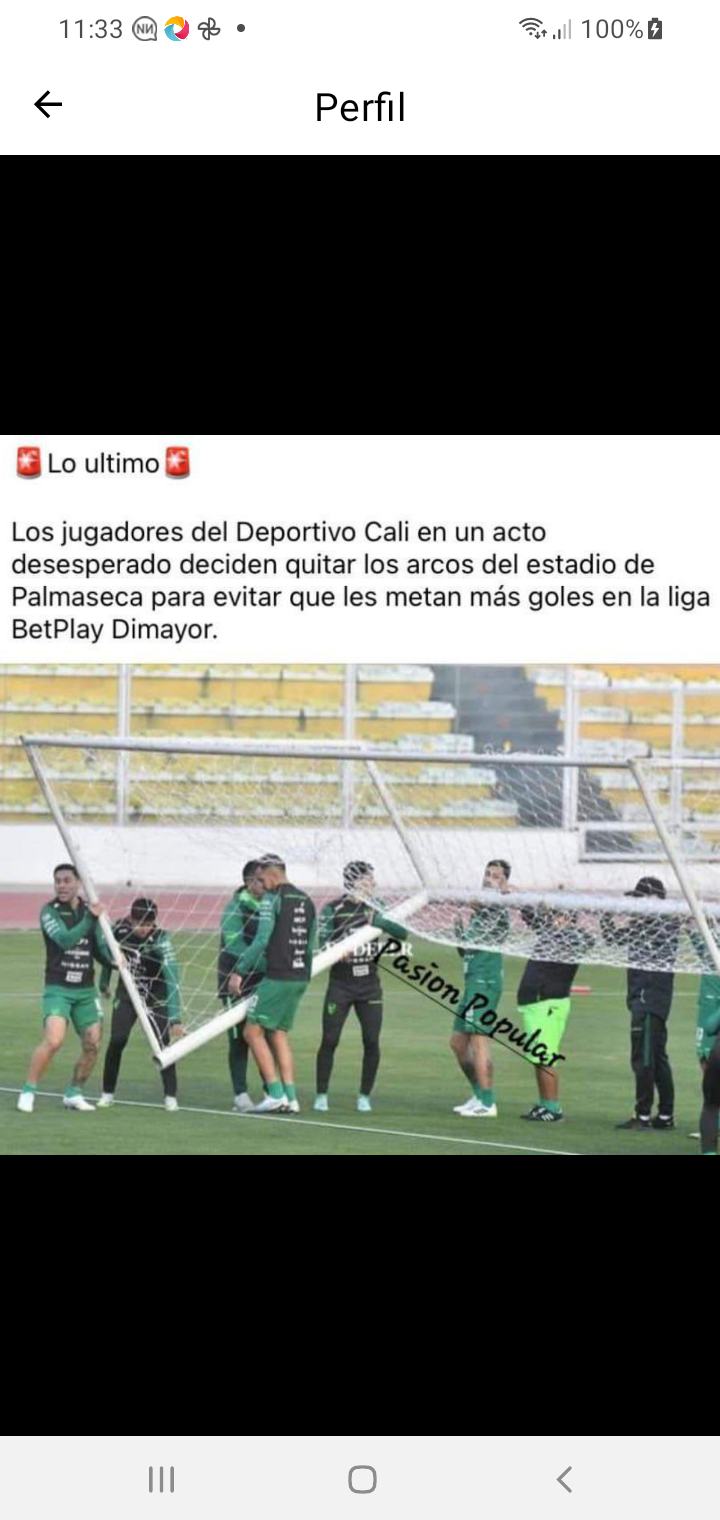 11:33
100%
Perfil
🚨Lo ultimo🚨
Los jugadores del Deportivo Cali en un acto
desesperado deciden quitar los arcos del estadio de
Palmaseca para evitar que les metan más goles en la liga
BetPlay Dimayor.
Pasion Popular